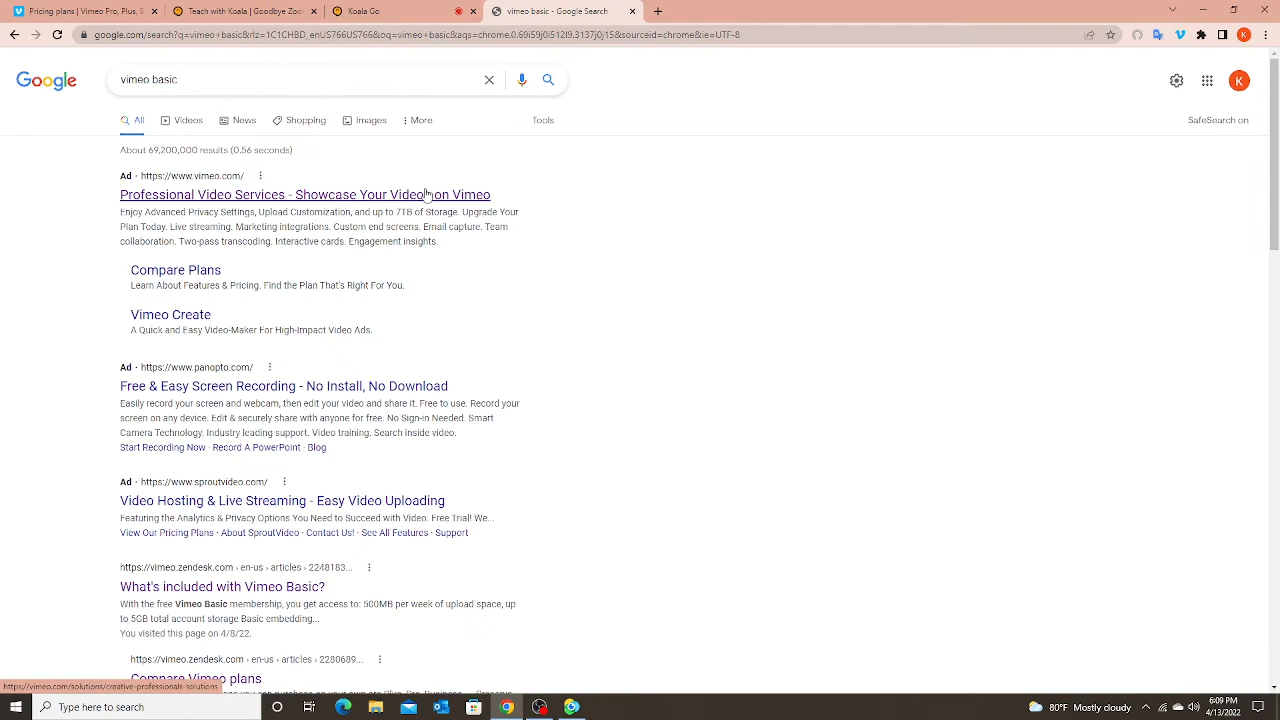 Pricing plans | Vimeo Pro, Plus, B
Teach with Koala | Goodbye Zoo
Koala Go
vimeo basic - Google Search
google.com/search?q=vimeo+basic&rlz=1C1CHBD_enUS766US766&oq=vimeo+basic&aqs=chrome.0.69i59j0i512l9.3137j0j15&sourceid=chrome&ie=UTF-8
K
Google
vimeo basic
K
All
Videos
News
Shopping
Images
More
Tools
SafeSearch on
About 69,200,000 results (0.56 seconds)
Ad · https://www.vimeo.com/
Professional Video Services - Showcase Your Video on Vimeo
Enjoy Advanced Privacy Settings, Upload Customization, and up to 7TB of Storage. Upgrade Your
Plan Today. Live streaming. Marketing integrations. Custom end screens. Email capture. Team
collaboration. Two-pass transcoding. Interactive cards. Engagement insights.
Compare Plans
Learn About Features & Pricing. Find the Plan That's Right For You.
Vimeo Create
A Quick and Easy Video-Maker For High-Impact Video Ads.
Ad · https://www.panopto.com/
Free & Easy Screen Recording - No Install, No Download
Easily record your screen and webcam, then edit your video and share it. Free to use. Record your
screen on any device. Edit & securely share with anyone for free. No Sign-in Needed. Smart
Camera Technology. Industry leading support. Video training. Search inside video.
Start Recording Now · Record A PowerPoint · Blog
Ad · https://www.sproutvideo.com/
Video Hosting & Live Streaming - Easy Video Uploading
Featuring the Analytics & Privacy Options You Need to Succeed with Video. Free Trial! We...
View Our Pricing Plans · About SproutVideo · Contact Us! · See All Features · Support
https://vimeo.zendesk.com › en-us › articles › 2248183...
What's included with Vimeo Basic?
With the free Vimeo Basic membership, you get access to: 500MB per week of upload space, up
to 5GB total account storage Basic embedding...
You visited this page on 4/8/22.
https://vimeo.zendesk.com › en-us › articles › 2280689...
Compare Vimeo plans
https://vimeo.com/solutions/creative-professionals-solutions
Type here to search
80°F Mostly cloudy
6:09 PM
4/13/2022